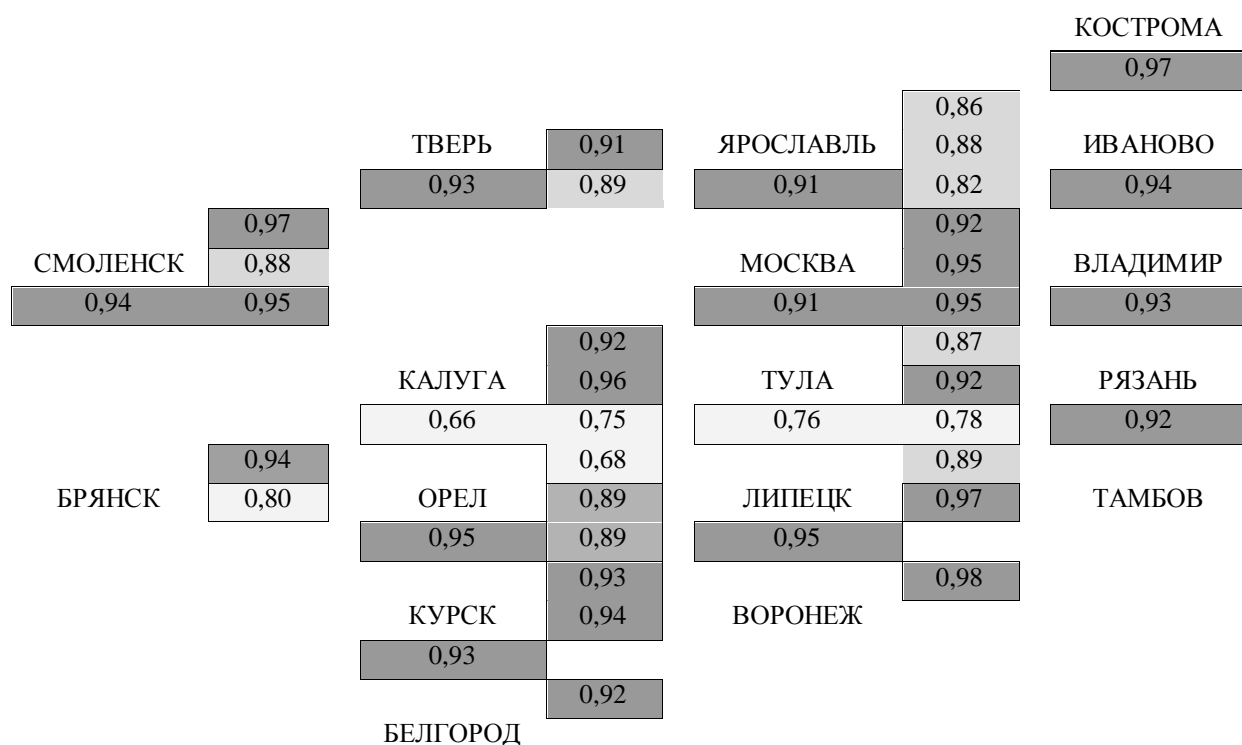 КОСТРОМА
0,97
0,86
ТВЕРЬ 0,91 ЯРОСЛАВЛЬ 0,88 ИВАНОВО
0,93 0,89 0,91 0,82 0,94
0,97 0,92
СМОЛЕНСК 0,88 МОСКВА 0,95 ВЛАДИМИР
0,94 0,95 0,91 0,95 0,93
0,92 0,87
КАЛУГА 0,96 ТУЛА 0,92 РЯЗАНЬ
0,66 0,75 0,76 0,78 0,92
0,94 0,68 0,89
БРЯНСК 0,80 ОРЕЛ 0,89 ЛИПЕЦК 0,97 ТАМБОВ
0,95 0,89 0,95
0,93 0,98
КУРСК 0,94 ВОРОНЕЖ
0,93
0,92
БЕЛГОРОД